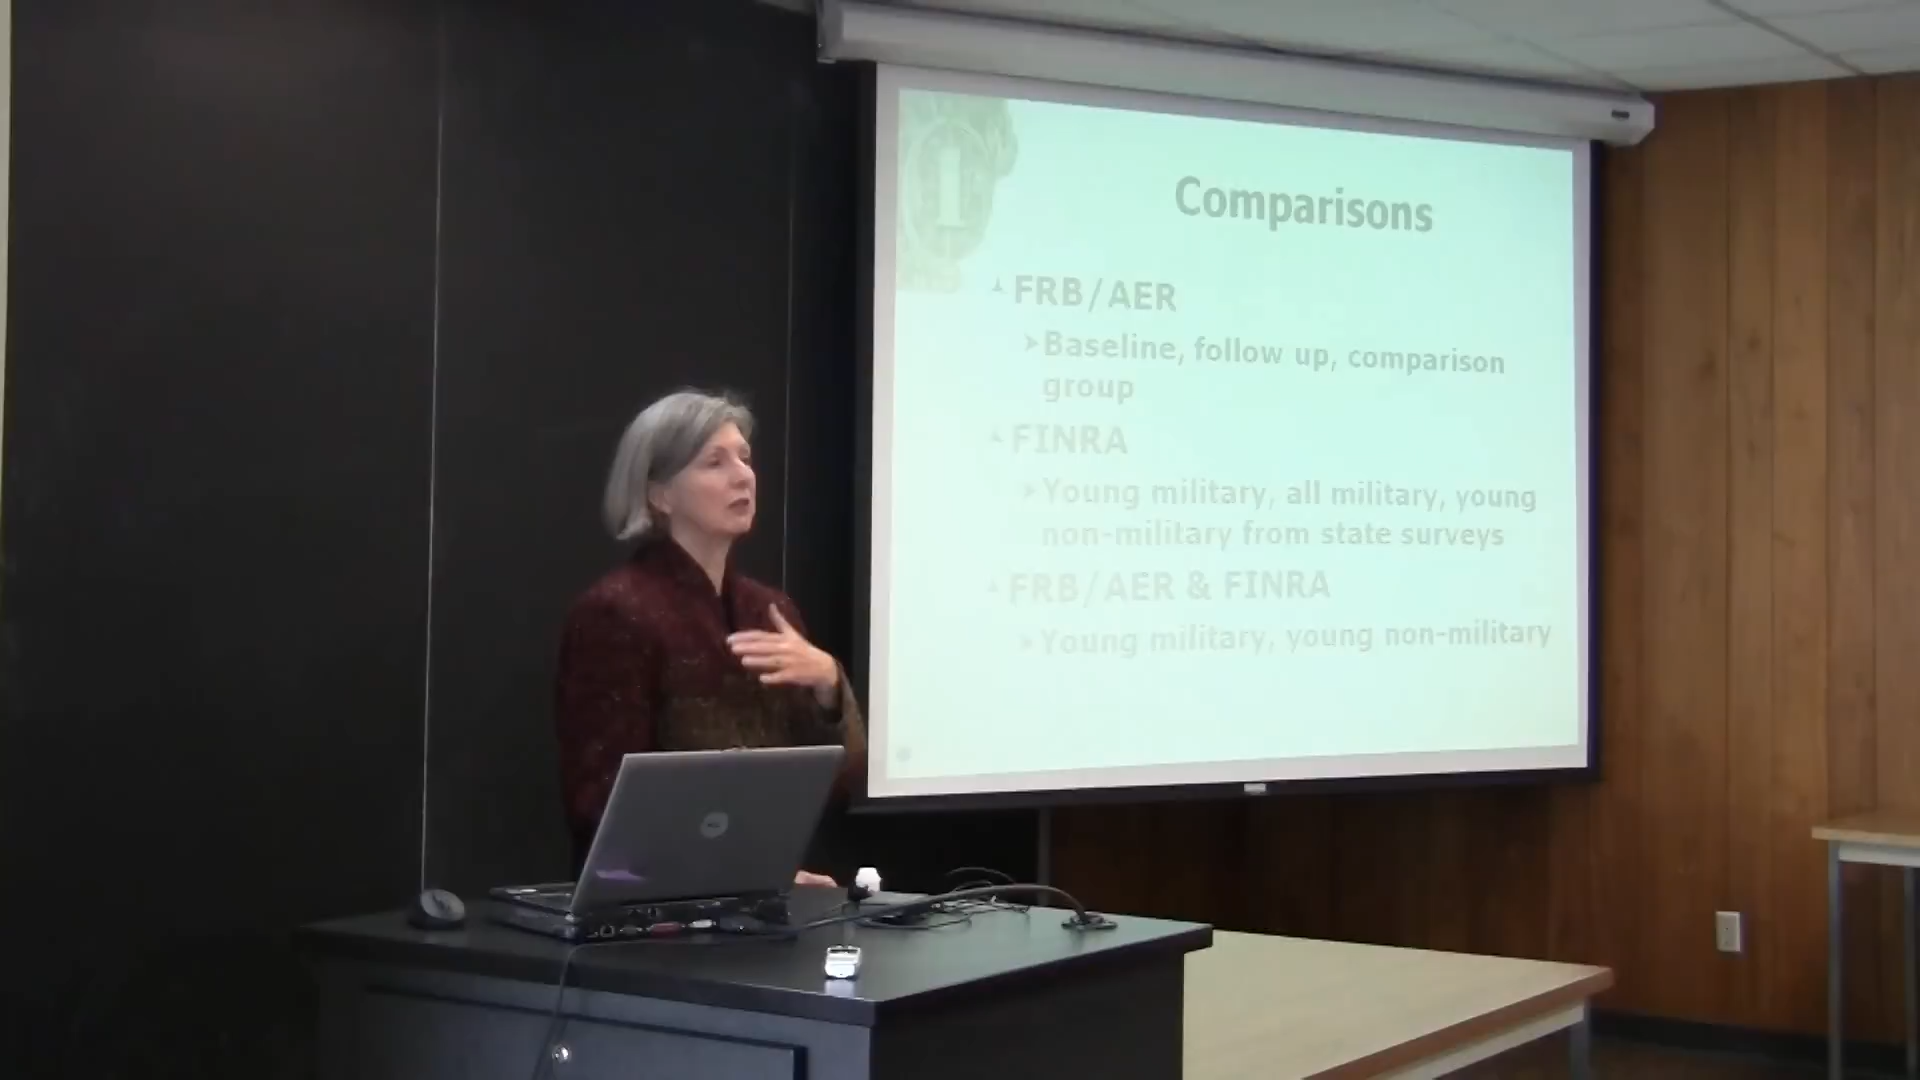 Comparisons
FRB/AER
Baseline, follow up, comparison
group
FINRA
Young military, all military, young
non-military from state surveys
FRB/AER & FINRA
Young military, young non-military